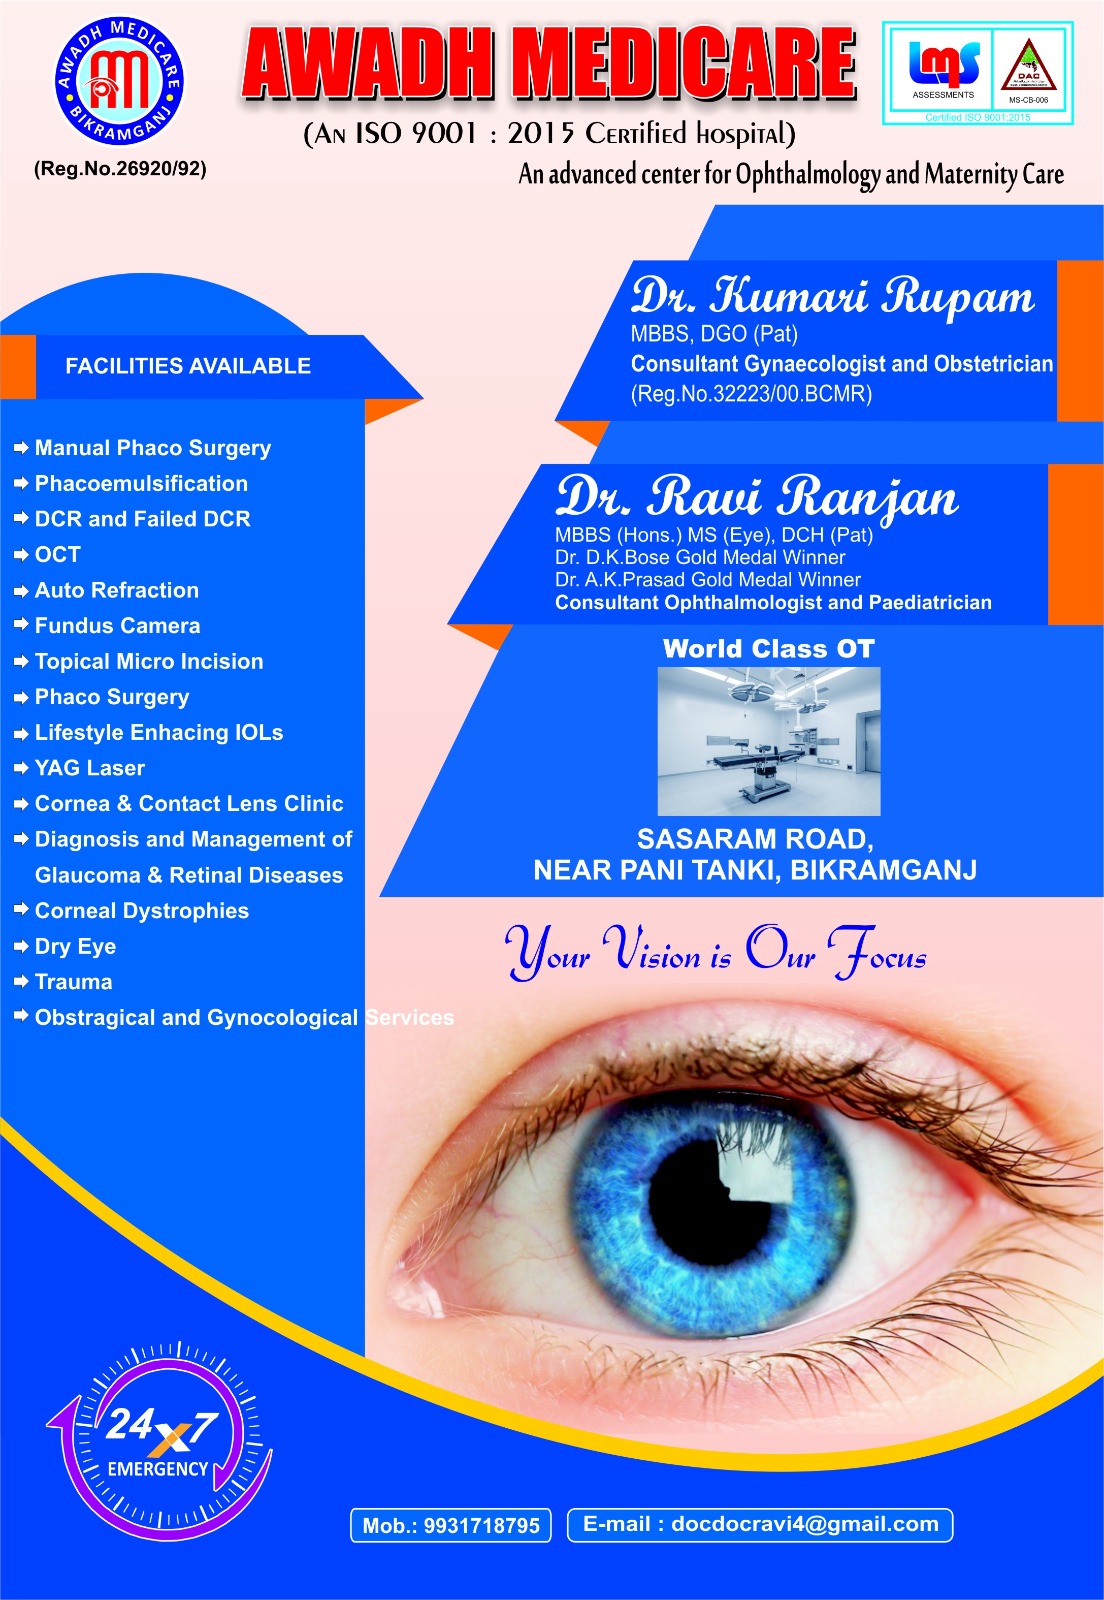 AWADH MEDICARE
BIKRAMGANJ
(Reg.No.26920/92)
AWADH MEDICARE
(An ISO 9001 : 2015 Certified hospital)
An advanced center for Ophthalmology and Maternity Care
LMS
ASSESSMENTS
DAC
MS-CB-006
Certified ISO 9001:2015
Dr. Kumari Rupam
MBBS, DGO (Pat)
Consultant Gynaecologist and Obstetrician
(Reg.No.32223/00.BCMR)
Dr. Ravi Ranjan
MBBS (Hons.) MS (Eye), DCH (Pat)
Dr. D.K.Bose Gold Medal Winner
Dr. A.K.Prasad Gold Medal Winner
Consultant Ophthalmologist and Paediatrician
World Class OT
SASARAM ROAD,
NEAR PANI TANKI, BIKRAMGANJ
FACILITIES AVAILABLE
Manual Phaco Surgery
Phacoemulsification
DCR and Failed DCR
OCT
Auto Refraction
Fundus Camera
Topical Micro Incision
Phaco Surgery
Lifestyle Enhacing IOLs
YAG Laser
Cornea & Contact Lens Clinic
Diagnosis and Management of
Glaucoma & Retinal Diseases
Corneal Dystrophies
Dry Eye
Trauma
Obstragical and Gynocological Services
Your Vision is Our Focus
24x7
EMERGENCY
Mob.: 9931718795
E-mail : docdocravi4@gmail.com